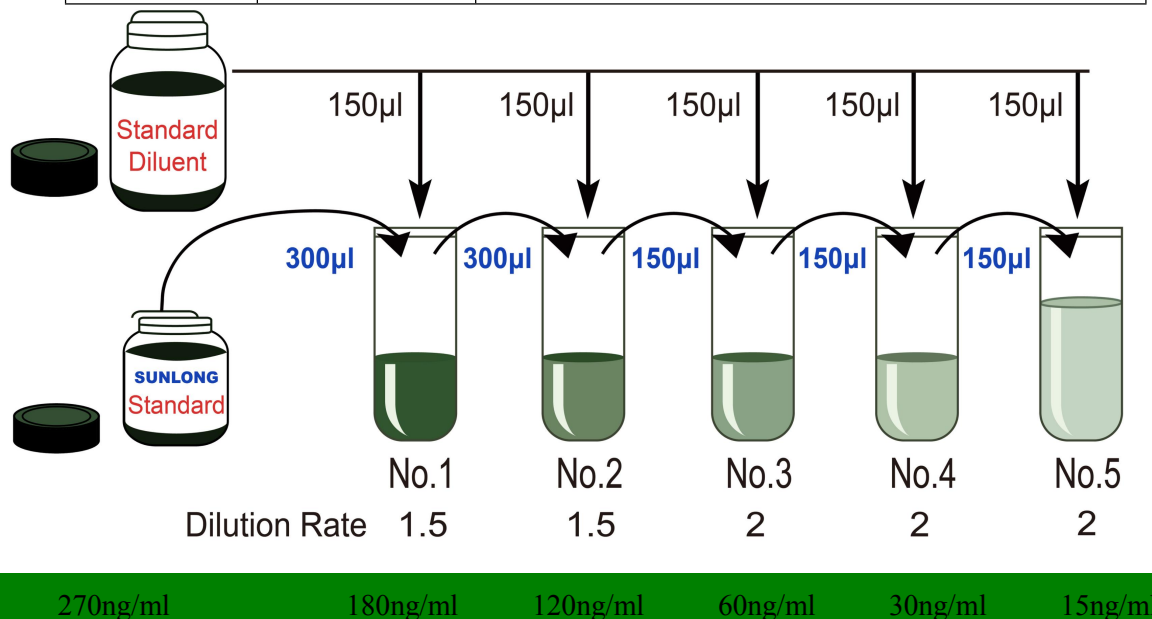 150µl 150µl 150µl 150µl 150µl
Standard
Diluent
300µl 300µl 150µl 150µl 150µl
SUNLONG
Standard
No.1 No.2 No.3 No.4 No.5
Dilution Rate 1.5 1.5 2 2 2
270ng/ml 180ng/ml 120ng/ml 60ng/ml 30ng/ml 15ng/ml